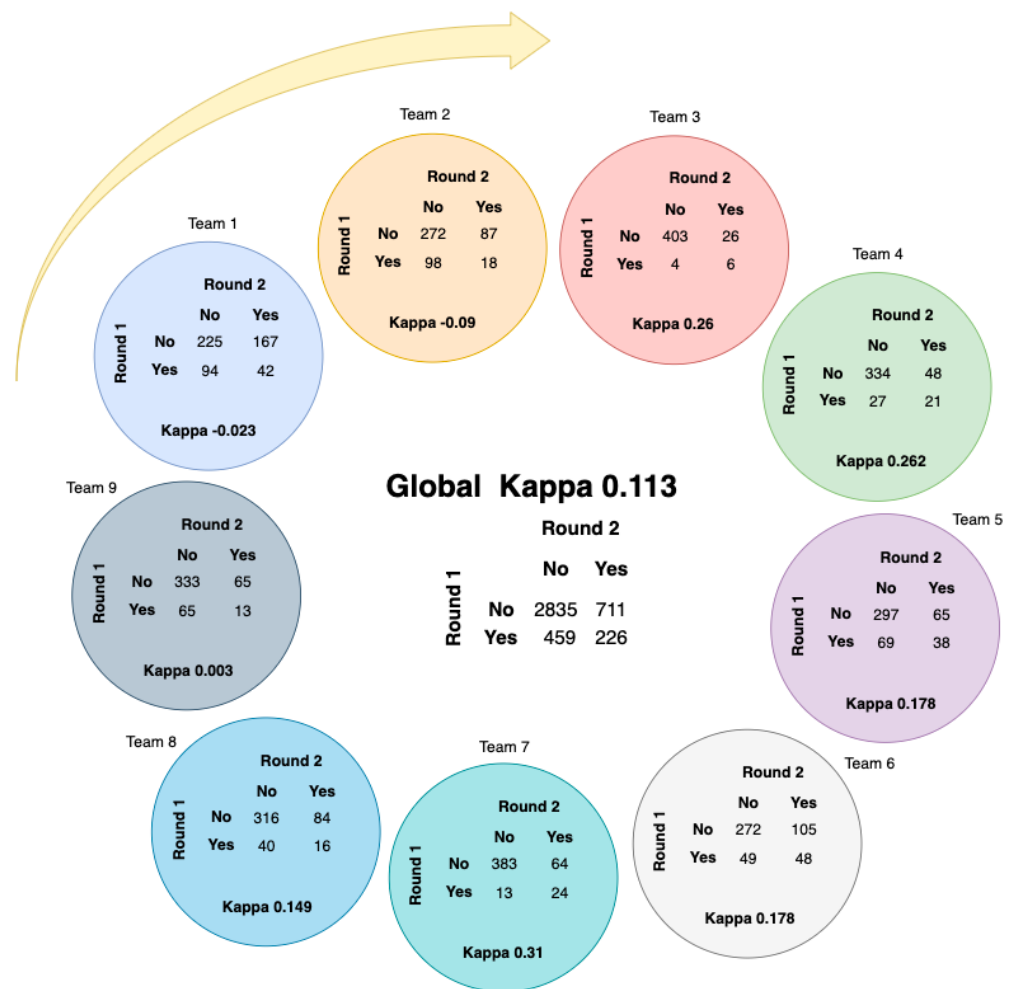 Team 1
Round 2
No Yes
Round 1
No 225 167
Yes 94 42
Kappa -0.023
Team 2
Round 2
No Yes
Round 1
No 272 87
Yes 98 18
Kappa -0.09
Team 3
Round 2
No Yes
Round 1
No 403 26
Yes 4 6
Kappa 0.26
Team 4
Round 2
No Yes
Round 1
No 334 48
Yes 27 21
Kappa 0.262
Team 5
Round 2
No Yes
Round 1
No 297 65
Yes 69 38
Kappa 0.178
Team 6
Round 2
No Yes
Round 1
No 272 105
Yes 49 48
Kappa 0.178
Team 7
Round 2
No Yes
Round 1
No 383 64
Yes 13 24
Kappa 0.31
Team 8
Round 2
No Yes
Round 1
No 316 84
Yes 40 16
Kappa 0.149
Team 9
Round 2
No Yes
Round 1
No 333 65
Yes 65 13
Kappa 0.003
Global Kappa 0.113
Round 2
No Yes
Round 1
No 2835 711
Yes 459 226